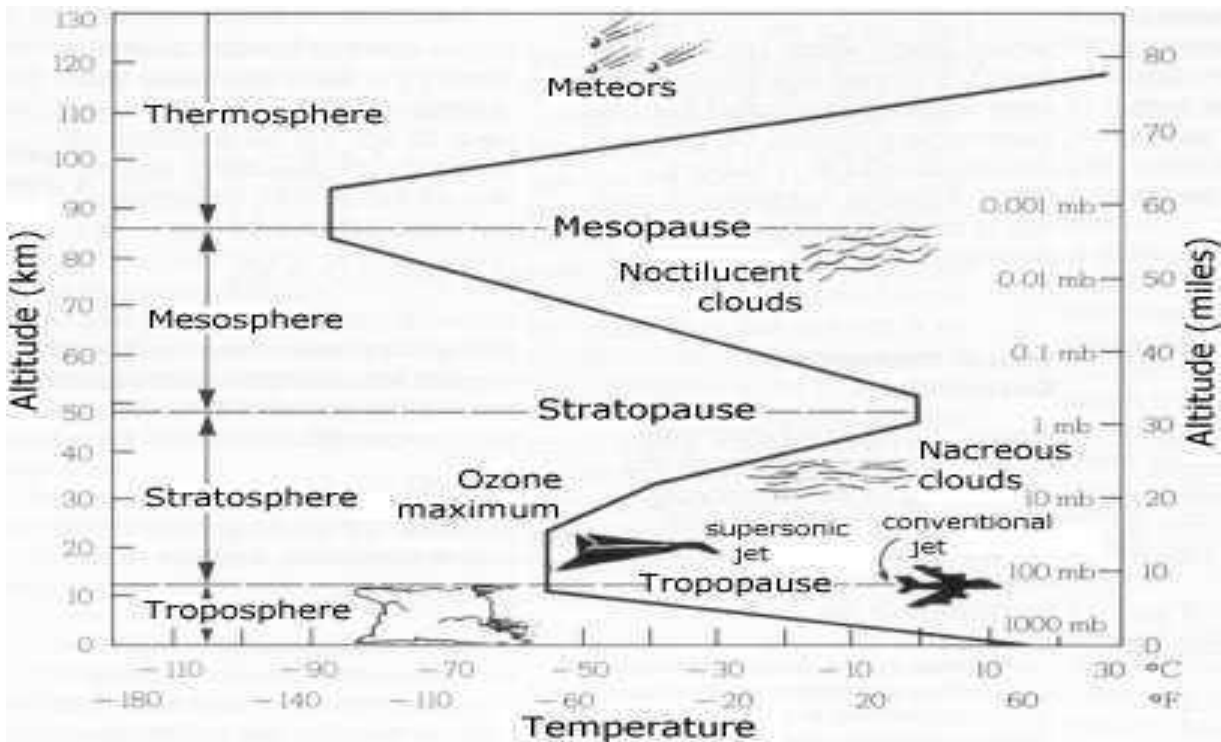 130
120
110
100
90
80
70
60
50
40
30
20
10
0
Altitude (km)
Thermosphere
Mesosphere
Stratosphere
Troposphere
Meteors
Mesopause
Noctilucent
clouds
Stratopause
Ozone
maximum
Nacreous
clouds
supersonic
jet
conventional
jet
Tropopause
0.001 mb
0.01 mb
0.1 mb
1 mb
10 mb
100 mb
1000 mb
80
70
60
50
40
30
20
10
0
Altitude (miles)
-110 -90 -70 -50 -30 -10 10 30 °C
-180 -140 -110 -60 -20 20 60 °F
Temperature